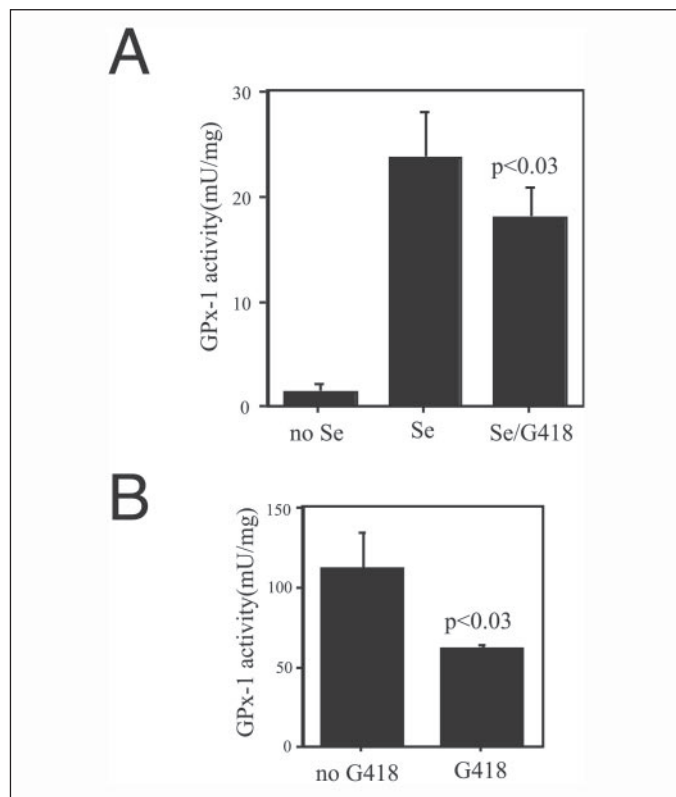 A
GPx-1 activity(mU/mg)
30
20
10
0
p<0.03
no Se Se Se/G418
B
GPx-1 activity(mU/mg)
150
100
50
0
p<0.03
no G418 G418